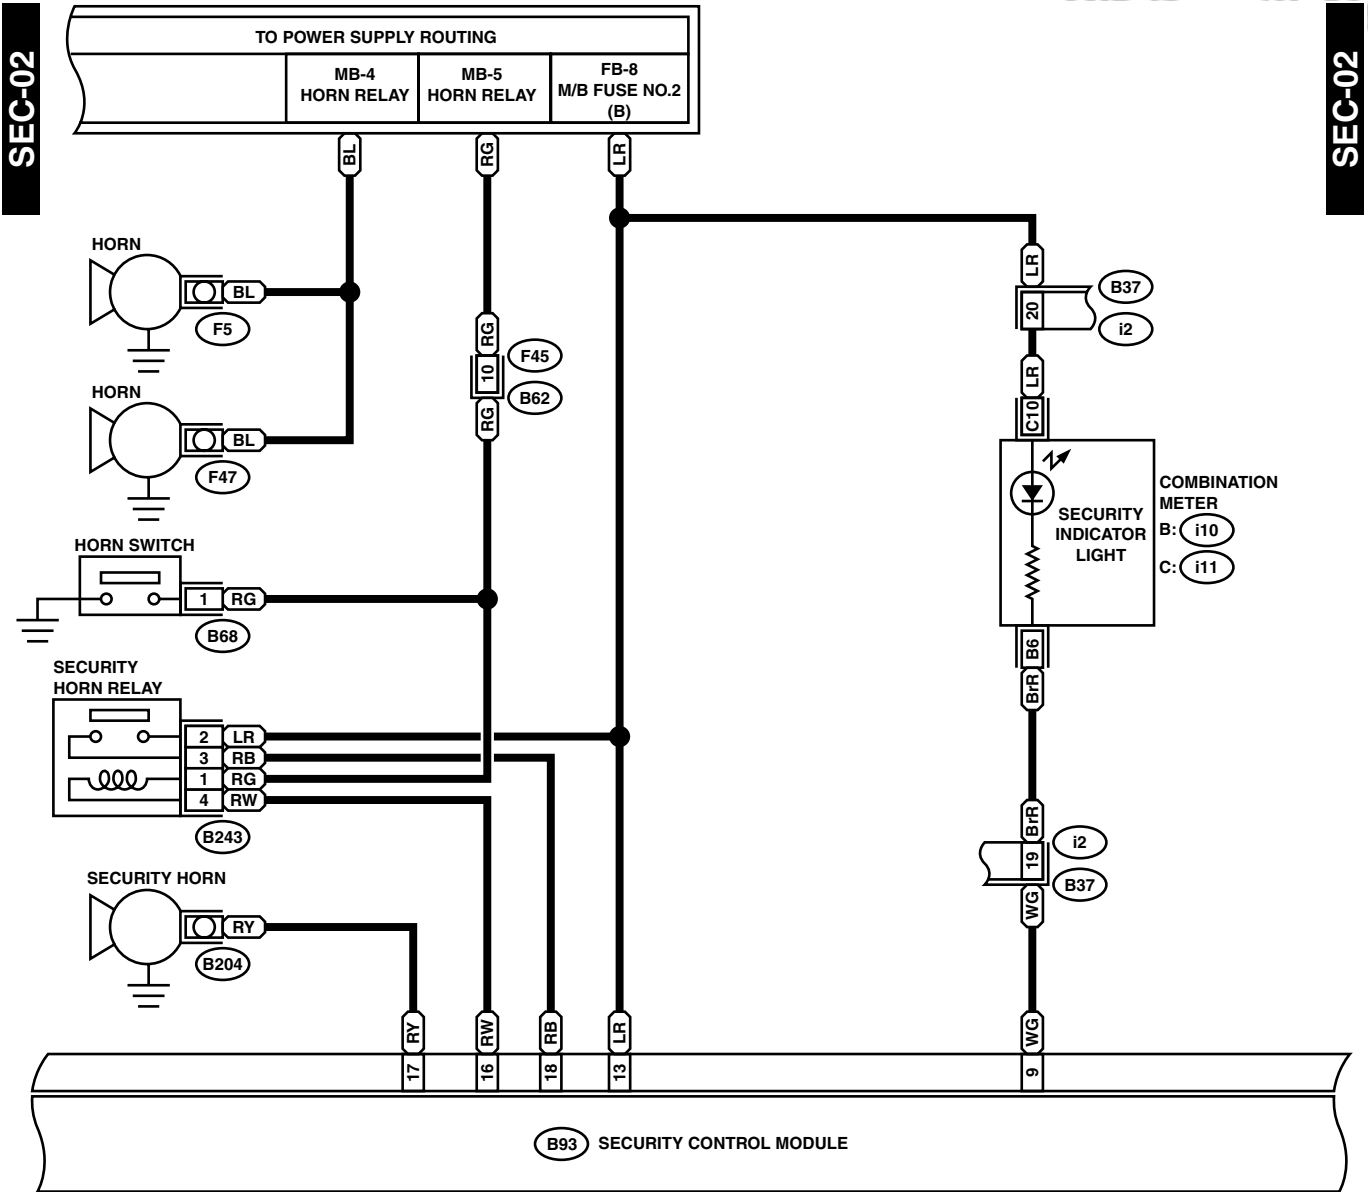 SEC-02
SEC-02
TO POWER SUPPLY ROUTING
MB-4
HORN RELAY
MB-5
HORN RELAY
FB-8
M/B FUSE NO.2
(B)
BL
RG
LR
HORN
BL
F5
LR
20
B37
i2
RG
10
F45
B62
RG
LR
C10
HORN
BL
F47
SECURITY
INDICATOR
LIGHT
COMBINATION
METER
B: i10
C: i11
HORN SWITCH
1 RG
B68
B6
BrR
SECURITY
HORN RELAY
2 LR
3 RB
1 RG
4 RW
B243
BrR
19
i2
B37
WG
SECURITY HORN
RY
B204
RY
RW
RB
LR
WG
17
16
18
13
9
B93 SECURITY CONTROL MODULE